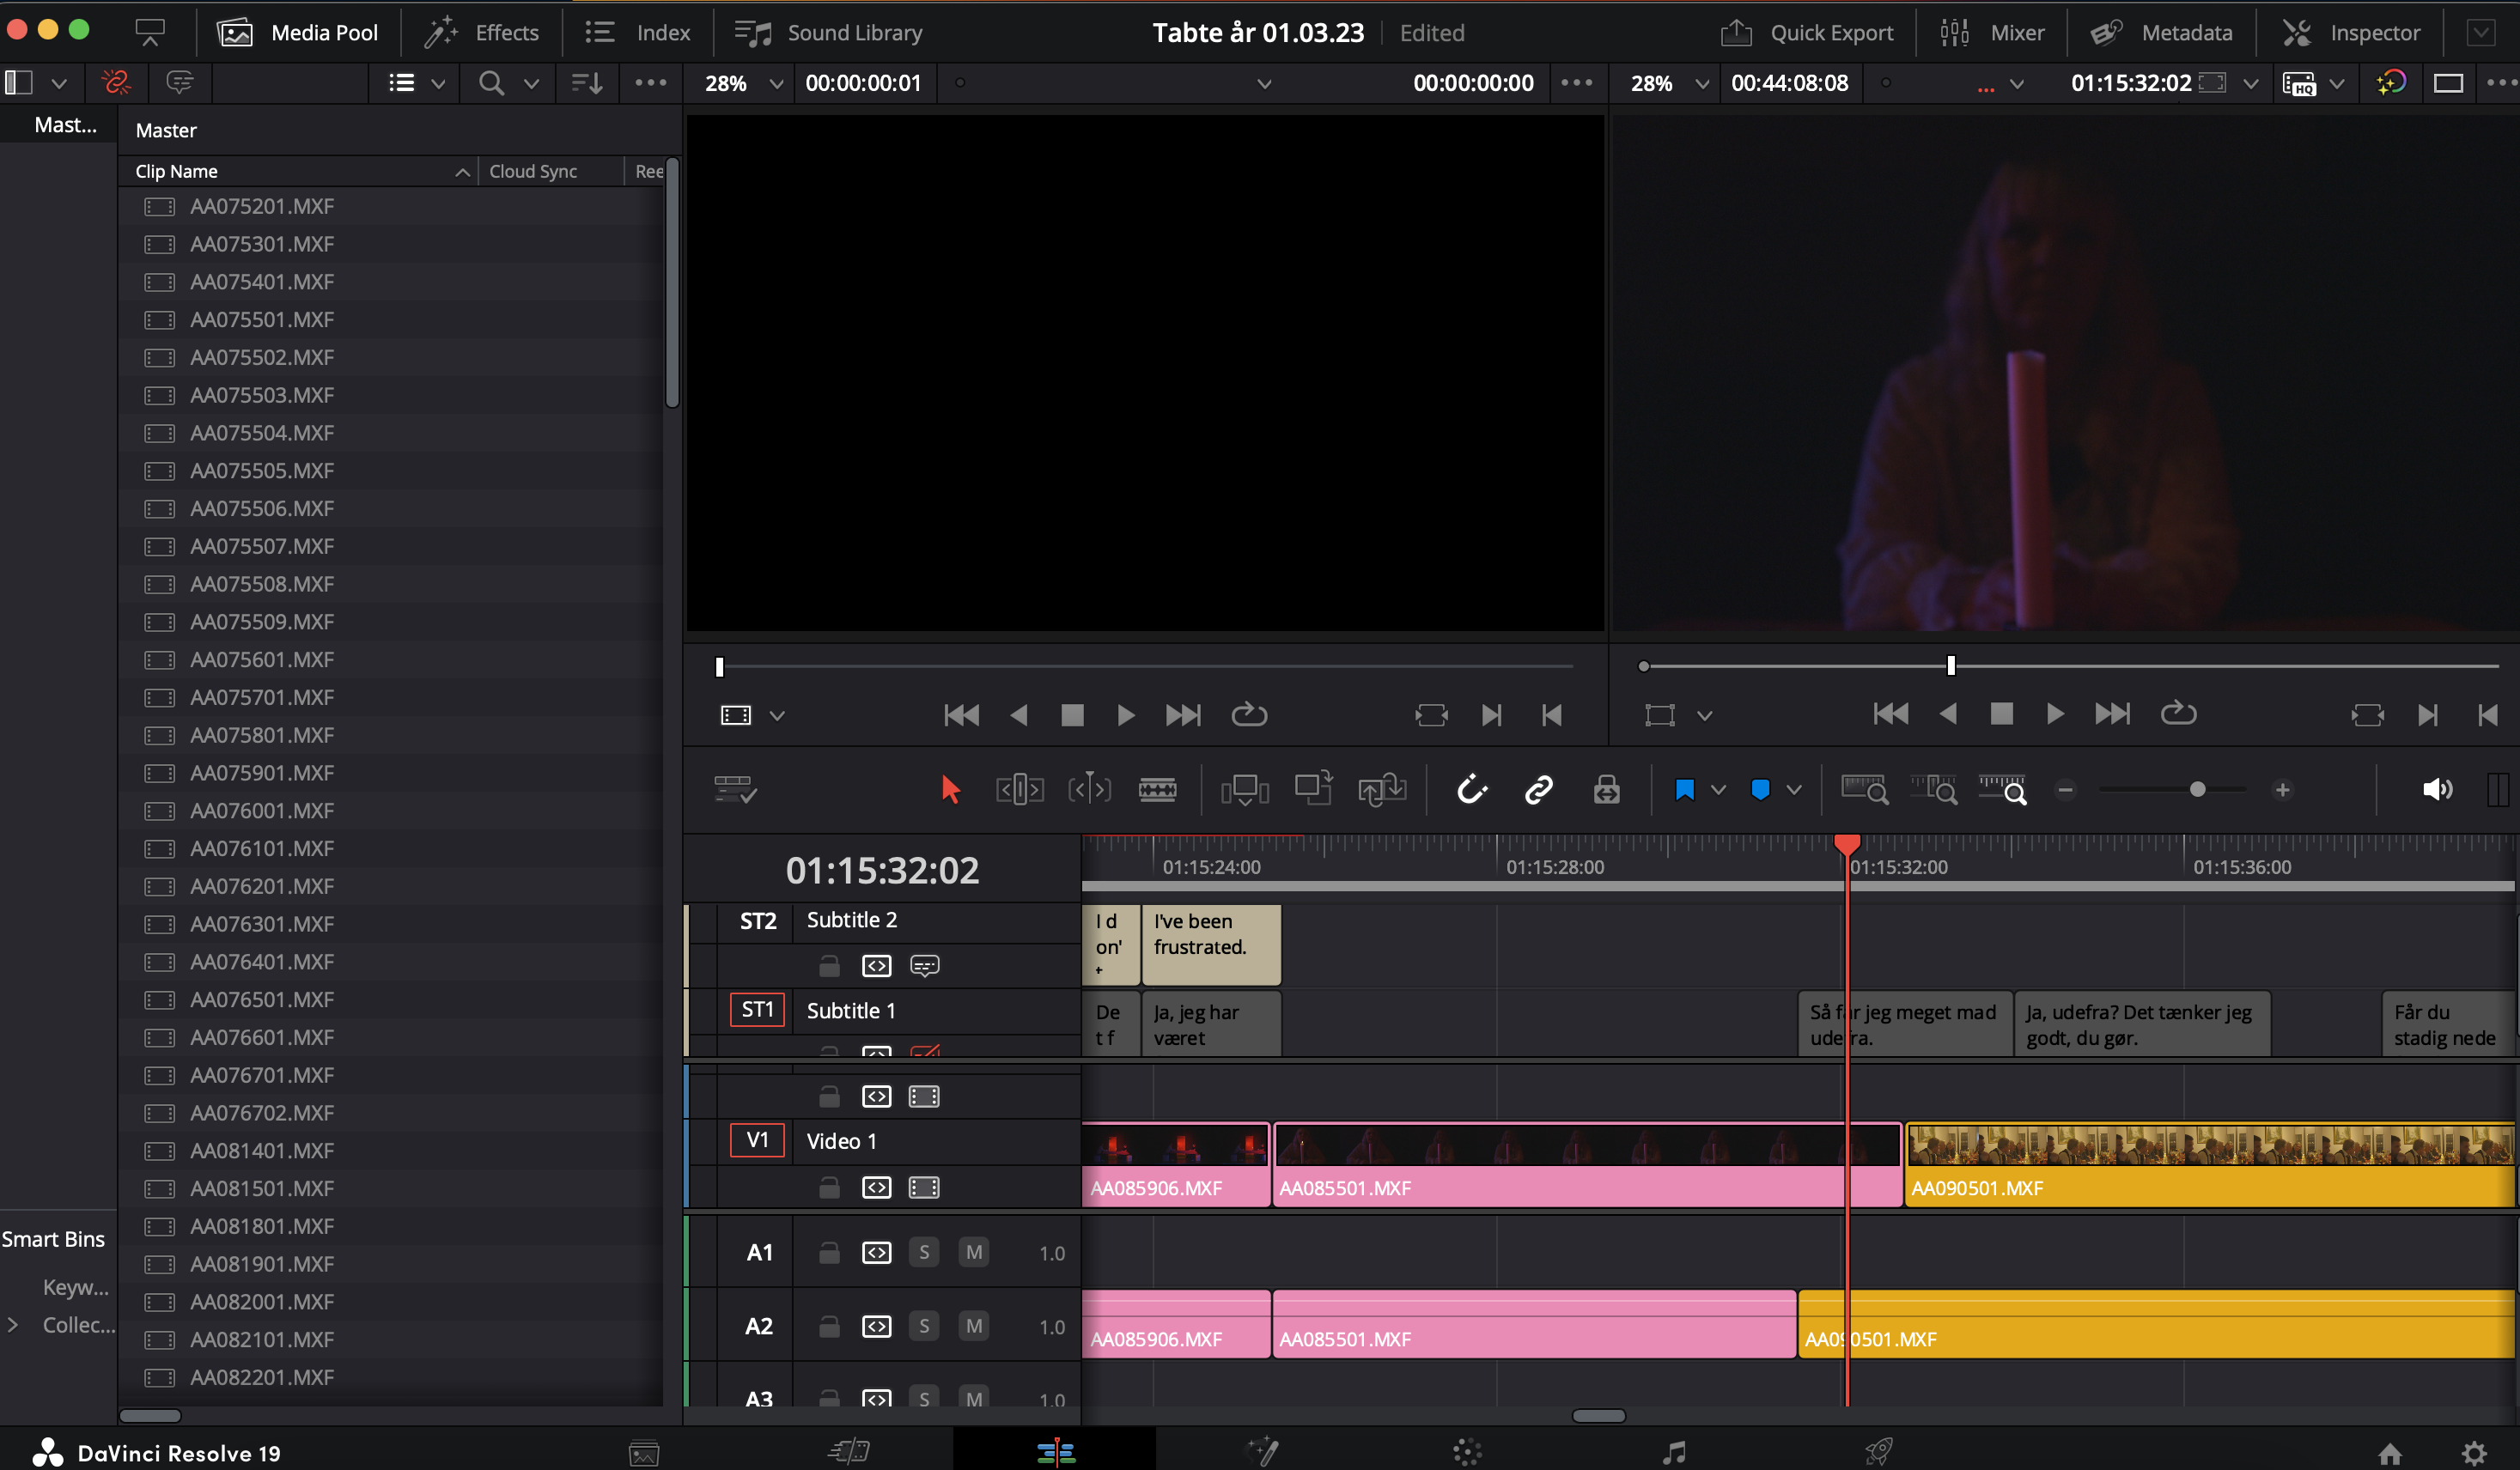 Media Pool
Effects
Index
Sound Library
Tabte år 01.03.23
Edited
Quick Export
Mixer
Metadata
Inspector
28%
00:00:00:01
00:00:00:00
28%
00:44:08:08
...
01:15:32:02
HQ
Mast...
Master
Clip Name
Cloud Sync
Ree
AA075201.MXF
AA075301.MXF
AA075401.MXF
AA075501.MXF
AA075502.MXF
AA075503.MXF
AA075504.MXF
AA075505.MXF
AA075506.MXF
AA075507.MXF
AA075508.MXF
AA075509.MXF
AA075601.MXF
AA075701.MXF
AA075801.MXF
AA075901.MXF
AA076001.MXF
AA076101.MXF
AA076201.MXF
AA076301.MXF
AA076401.MXF
AA076501.MXF
AA076601.MXF
AA076701.MXF
AA076702.MXF
AA081401.MXF
AA081501.MXF
AA081801.MXF
AA081901.MXF
AA082001.MXF
AA082101.MXF
AA082201.MXF
Smart Bins
Keyw...
Collec...
01:15:32:02
01:15:24:00
01:15:28:00
01:15:32:00
01:15:36:00
ST2
Subtitle 2
I d
on'
t
I've been
frustrated.
ST1
Subtitle 1
De
t f
Ja, jeg har
været
Så får jeg meget mad
udefra.
Ja, udefra? Det tænker jeg
godt, du gør.
Får du
stadig nede
V1
Video 1
AA085906.MXF
AA085501.MXF
AA090501.MXF
A1
S
M
1.0
A2
S
M
1.0
AA085906.MXF
AA085501.MXF
AA090501.MXF
A3
S
M
1.0
DaVinci Resolve 19